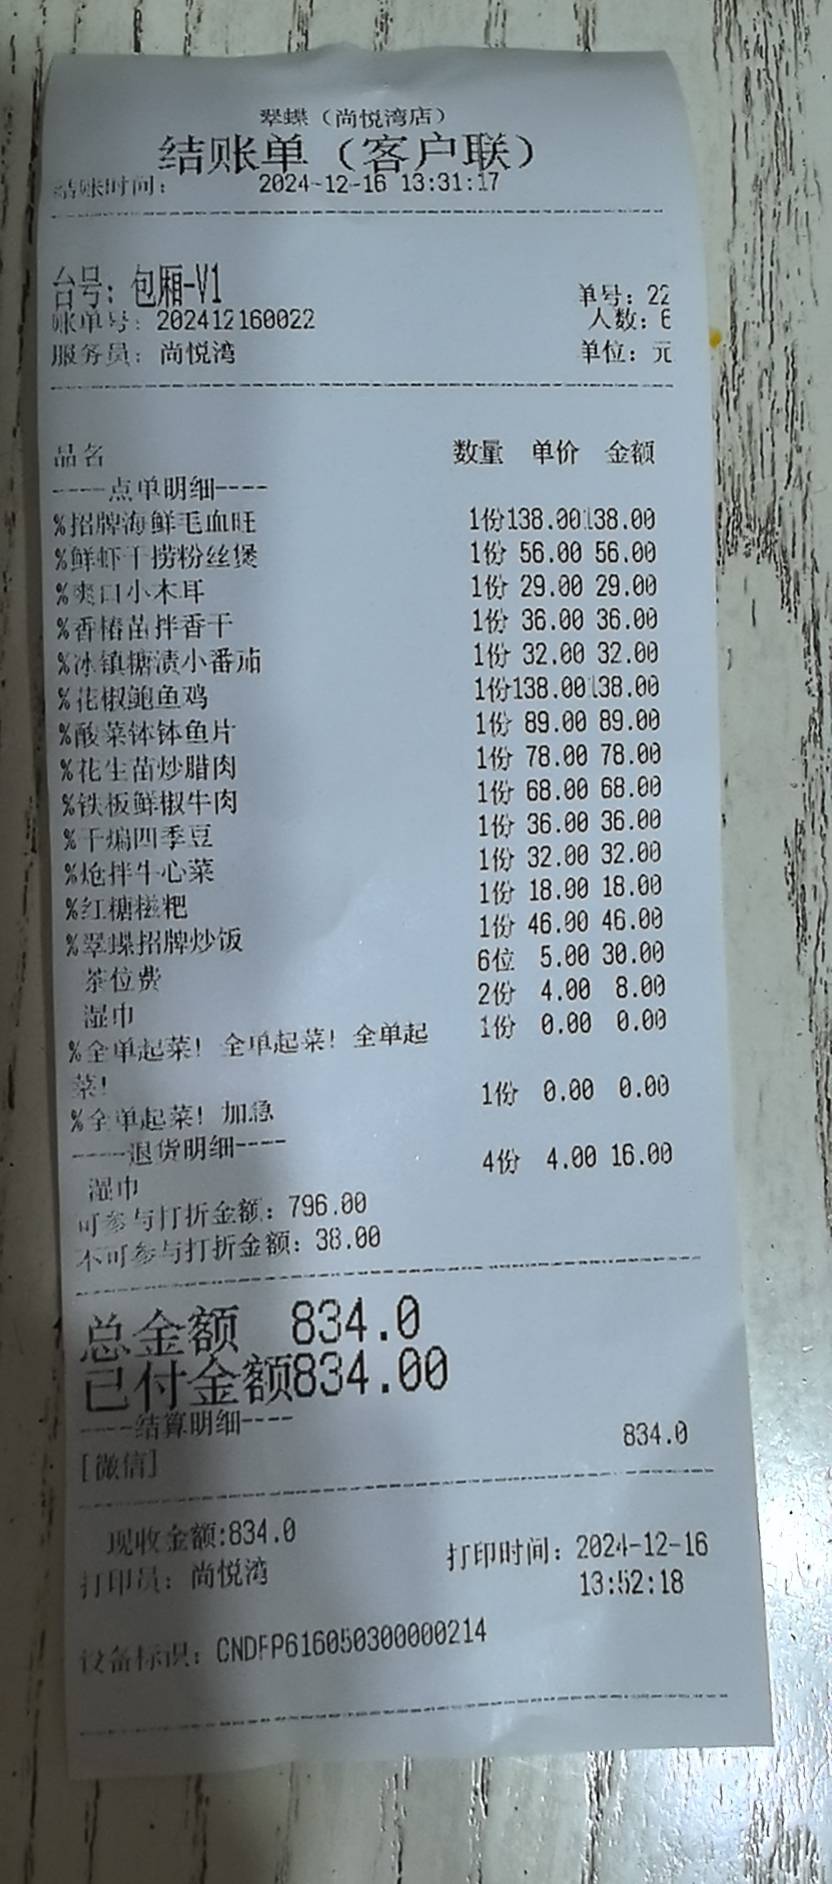 翠蝶（尚悦湾店）
结账单（客户联）
结账时间： 2024-12-16 13:31:17
台号：包厢-V1
单号：22
账单号：202412160022 人数：6
服务员：尚悦湾 单位：元
品名 数量 单价 金额
----点单明细----
%招牌海鲜毛血旺 1份138.00138.00
%鲜虾干捞粉丝煲 1份 56.00 56.00
%爽口小木耳 1份 29.00 29.00
%香椿苗拌香干 1份 36.00 36.00
%冰镇糖渍小番茄 1份 32.00 32.00
%花椒鲍鱼鸡 1份138.00138.00
%酸菜钵钵鱼片 1份 89.00 89.00
%花生苗炒腊肉 1份 78.00 78.00
%铁板鲜椒牛肉 1份 68.00 68.00
%干煸四季豆 1份 36.00 36.00
%炝拌牛心菜 1份 32.00 32.00
%红糖糍粑 1份 18.00 18.00
%翠蝶招牌炒饭 1份 46.00 46.00
茶位费 6位 5.00 30.00
湿巾 2份 4.00 8.00
%全单起菜！全单起菜！全单起 1份 0.00 0.00
菜！
%全单起菜！加急 1份 0.00 0.00
----退货明细----
湿巾 4份 4.00 16.00
可参与打折金额：796.00
不可参与打折金额：38.00
总金额 834.0
已付金额834.00
----结算明细----
[微信] 834.0
现收金额:834.0
打印员：尚悦湾 打印时间：2024-12-16
13:52:18
设备标识：CNDFP616050300000214